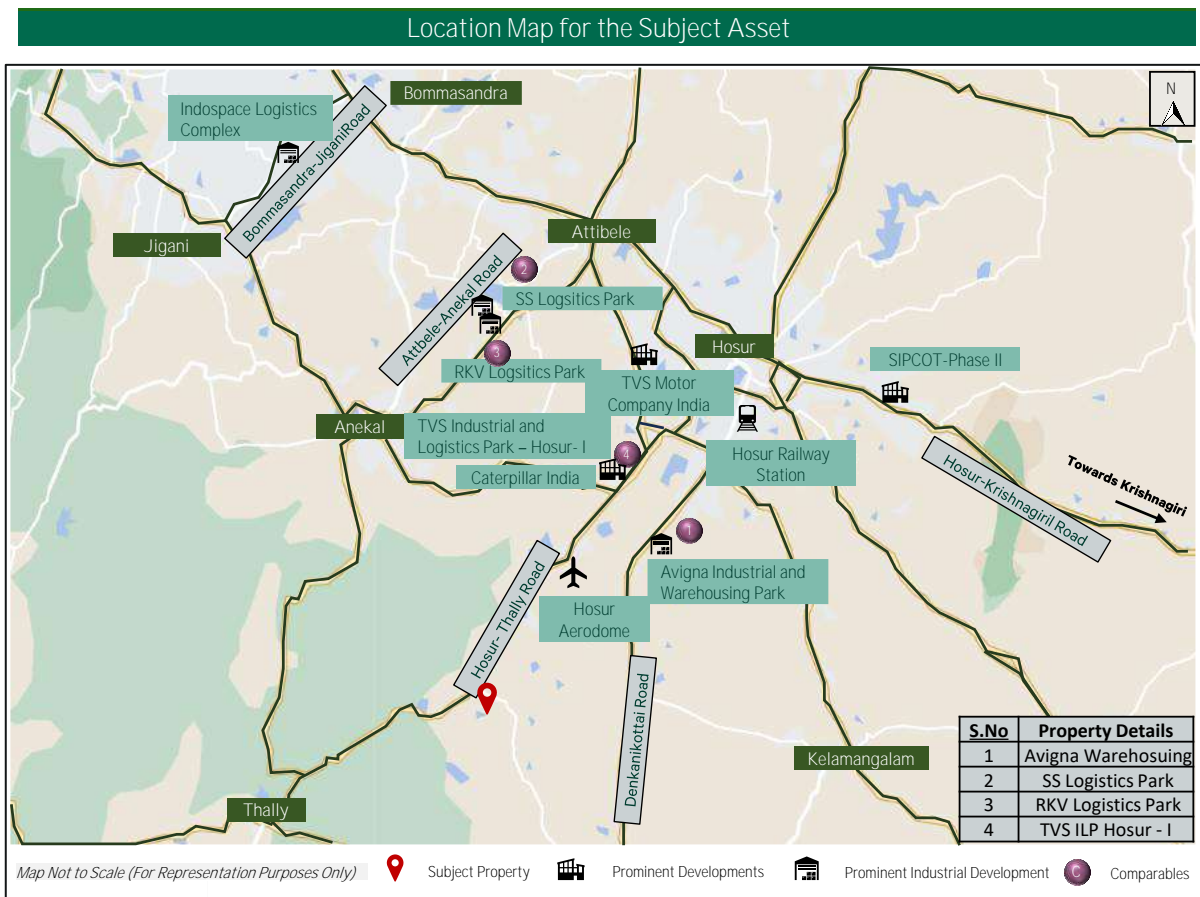 Location Map for the Subject Asset
N
Bommasandra
Indospace Logistics
Complex
Bommasandra-JiganiRoad
Jigani
Attibele
2
Attbele-Anekal Road
SS Logsitics Park
3
RKV Logsitics Park
Hosur
SIPCOT-Phase II
TVS Motor
Company India
Anekal
TVS Industrial and
Logistics Park – Hosur- I
4
Caterpillar India
Hosur Railway
Station
Hosur-Krishnagiril Road
Towards Krishnagiri
1
Avigna Industrial and
Warehousing Park
Hosur
Aerodome
Hosur- Thally Road
Denkanikottai Road
Kelamangalam
Thally
S.No Property Details
1 Avigna Warehosuing
2 SS Logistics Park
3 RKV Logistics Park
4 TVS ILP Hosur - I
Map Not to Scale (For Representation Purposes Only)
Subject Property
Prominent Developments
Prominent Industrial Development
C
Comparables